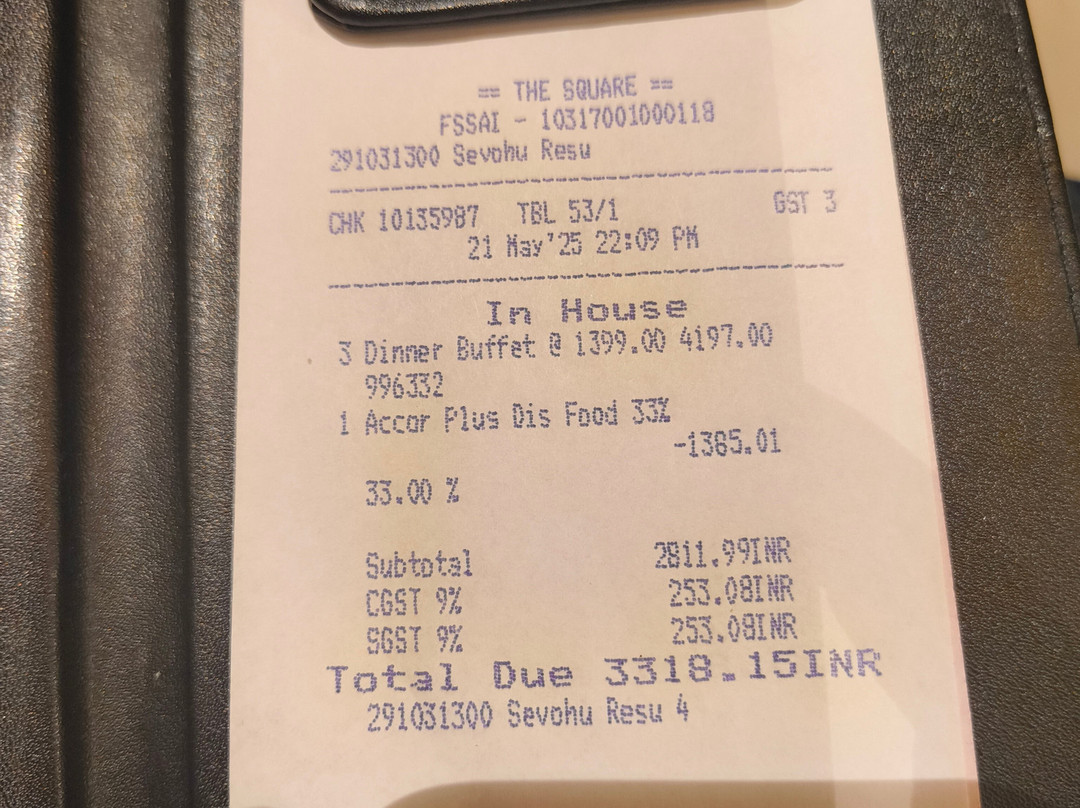 == THE SQUARE ==
FSSAI - 10317001000118
291031300 Sevohu Resu
CHK 10135987 TBL 53/1 GST 3
21 May'25 22:09 PM
In House
3 Dinner Buffet @ 1399.00 4197.00
996332
1 Accor Plus Dis Food 33%
-1385.01
33.00 %
Subtotal 2811.99INR
CGST 9% 253.08INR
SGST 9% 253.08INR
Total Due 3318.15INR
291031300 Sevohu Resu 4